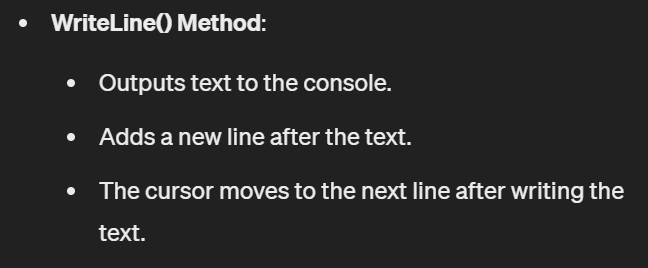 • WriteLine() Method:
• Outputs text to the console.
• Adds a new line after the text.
• The cursor moves to the next line after writing the
text.